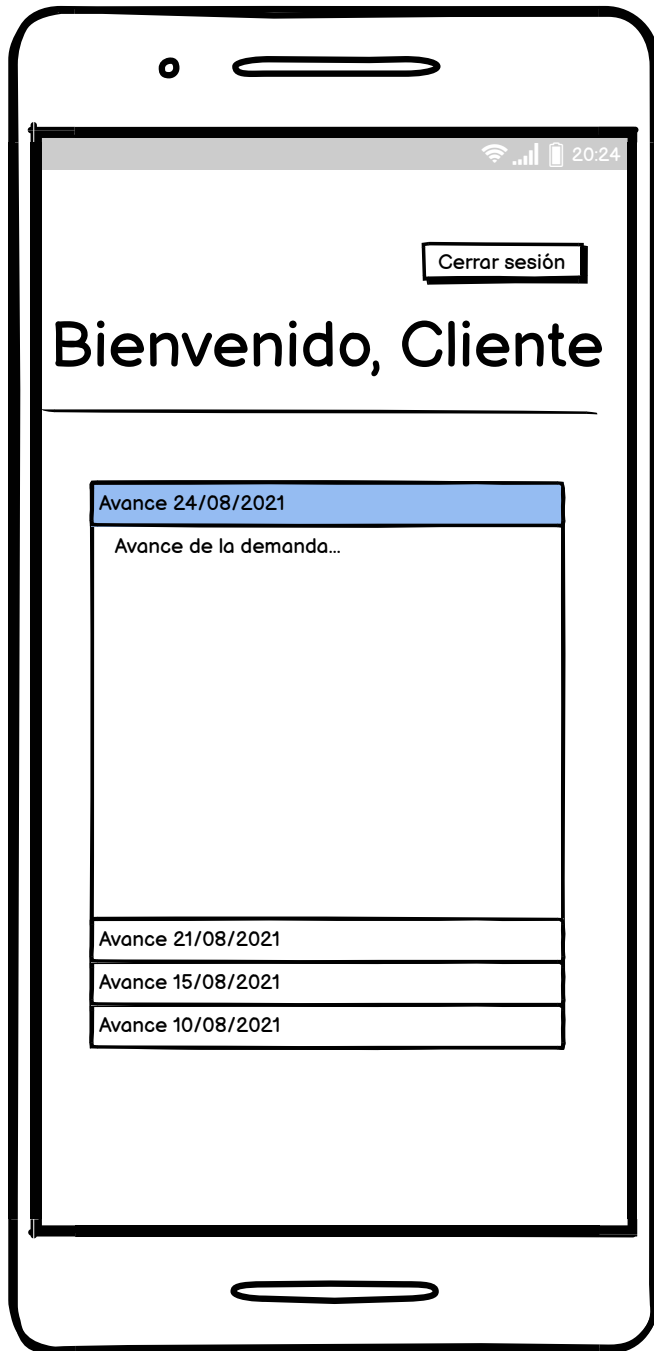 20:24
Cerrar sesión
Bienvenido, Cliente
Avance 24/08/2021
Avance de la demanda...
Avance 21/08/2021
Avance 15/08/2021
Avance 10/08/2021